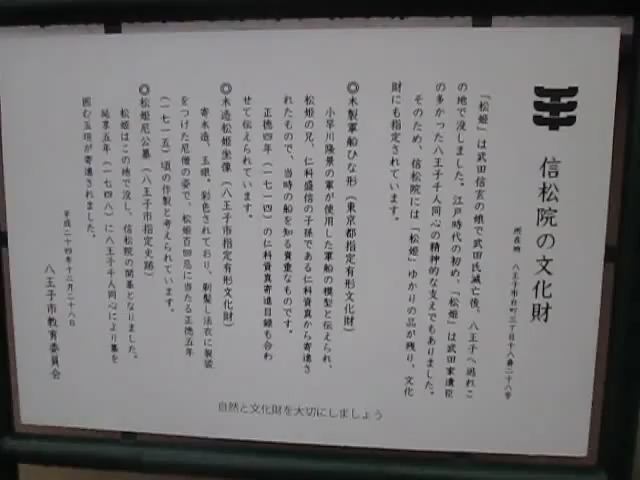 信松院の文化財
所在地　八王子市台町三丁目十八番二十八号
「松姫」は武田信玄の娘で武田氏滅亡後、八王子へ逃れこ
の地で没しました。江戸時代の初め、「松姫」は武田家遺臣
の多かった八王子千人同心の精神的な支えでもありました。
そのため、信松院には「松姫」ゆかりの品が残り、文化
財にも指定されています。
◎木製軍船ひな形（東京都指定有形文化財）
小早川隆景の軍が使用した軍船の模型と伝えられ、
松姫の兄、仁科盛信の子孫である仁科資真から寄進さ
れたもので、当時の船を知る貴重なものです。
正徳四年（一七一四）の仁科資真寄進目録も合わ
せて伝えられています。
◎木造松姫坐像（八王子市指定有形文化財）
寄木造、玉眼、彩色されており、剃髪し法衣に袈裟
をつけた尼僧の姿で、松姫百回忌に当たる正徳五年
（一七一五）頃の作製と考えられています。
◎松姫尼公墓（八王子市指定史跡）
松姫はこの地で没し、信松院の開基となりました。
延享五年（一七四八）に八王子千人同心により墓を
囲む玉垣が寄進されました。
平成二十四年十二月二十八日
八王子市教育委員会
自然と文化財を大切にしましょう